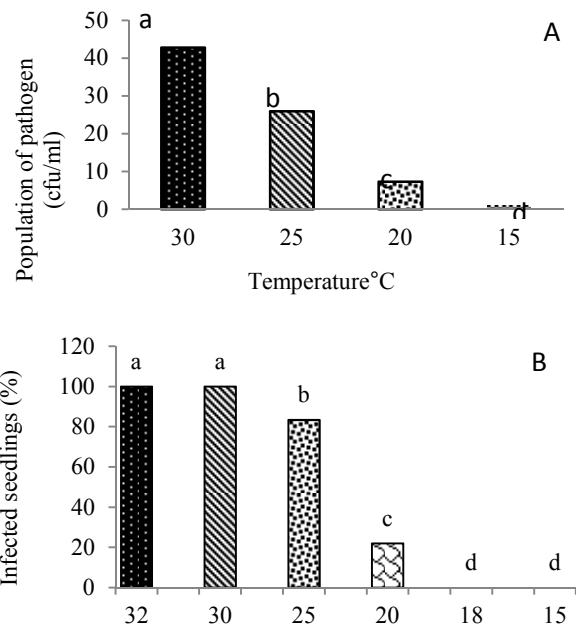 A
Population of pathogen
(cfu/ml)
50
40
30
20
10
0
a
b
c
d
30 25 20 15
Temperature°C
B
Infected seedlings (%)
120
100
80
60
40
20
0
a a b c d d
32 30 25 20 18 15